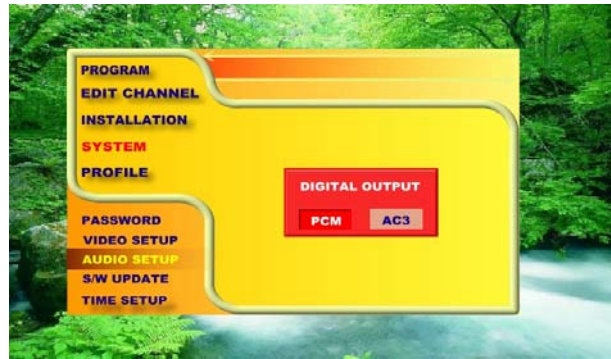 PROGRAM
EDIT CHANNEL
INSTALLATION
SYSTEM
PROFILE
PASSWORD
VIDEO SETUP
AUDIO SETUP
S/W UPDATE
TIME SETUP
DIGITAL OUTPUT
PCM AC3